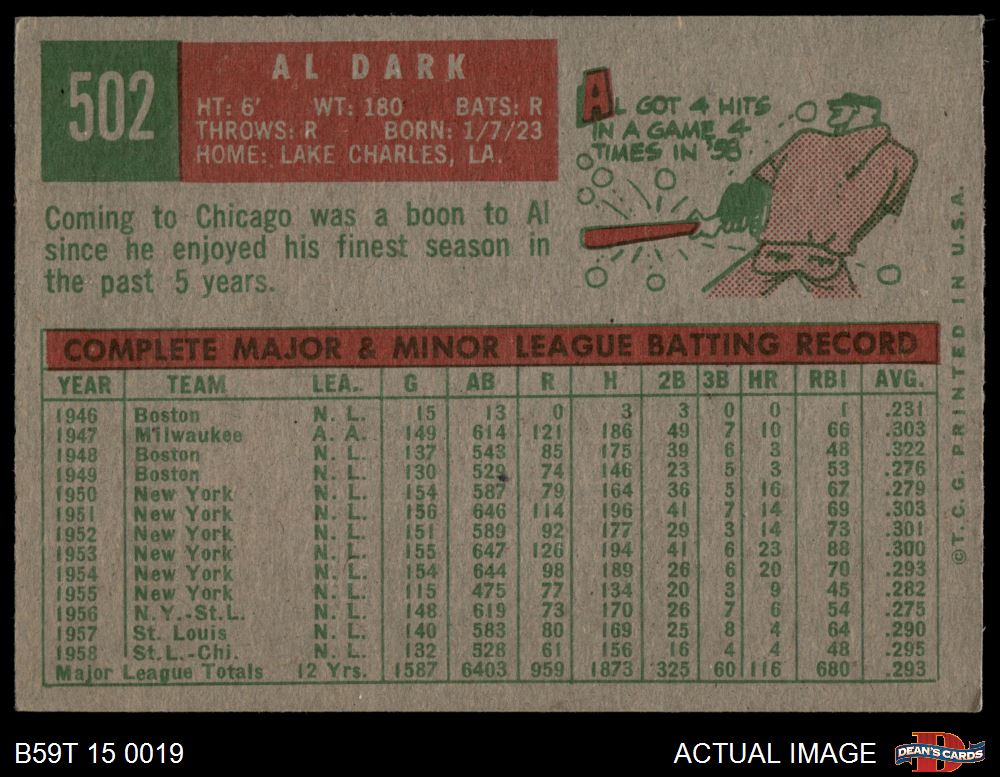 502
AL DARK
HT: 6' WT: 180 BATS: R
THROWS: R BORN: 1/7/23
HOME: LAKE CHARLES, LA.
AL GOT 4 HITS
IN A GAME 4
TIMES IN '58
Coming to Chicago was a boon to Al
since he enjoyed his finest season in
the past 5 years.
COMPLETE MAJOR & MINOR LEAGUE BATTING RECORD
YEAR TEAM LEA. G AB R H 2B 3B HR RBI AVG.
1946 Boston N. L. 15 13 0 3 3 0 0 1 .231
1947 Milwaukee A. A. 149 614 121 186 49 7 10 66 .303
1948 Boston N. L. 137 543 85 175 39 6 3 48 .322
1949 Boston N. L. 130 529 74 146 23 5 3 53 .276
1950 New York N. L. 154 587 79 164 36 5 16 67 .279
1951 New York N. L. 156 646 114 196 41 7 14 69 .303
1952 New York N. L. 151 589 92 177 29 3 14 73 .301
1953 New York N. L. 155 647 126 194 41 6 23 88 .300
1954 New York N. L. 154 644 98 189 26 6 20 70 .293
1955 New York N. L. 115 475 77 134 20 3 9 45 .282
1956 N.Y.-St.L. N. L. 148 619 73 170 26 7 6 54 .275
1957 St. Louis N. L. 140 583 80 169 25 8 4 64 .290
1958 St.L.-Chi. N. L. 132 528 61 156 16 4 4 48 .295
Major League Totals 12 Yrs. 1587 6403 959 1873 325 60 116 680 .293
©T. C. G. PRINTED IN U.S.A.
B59T 15 0019
ACTUAL IMAGE
D
DEAN'S CARDS